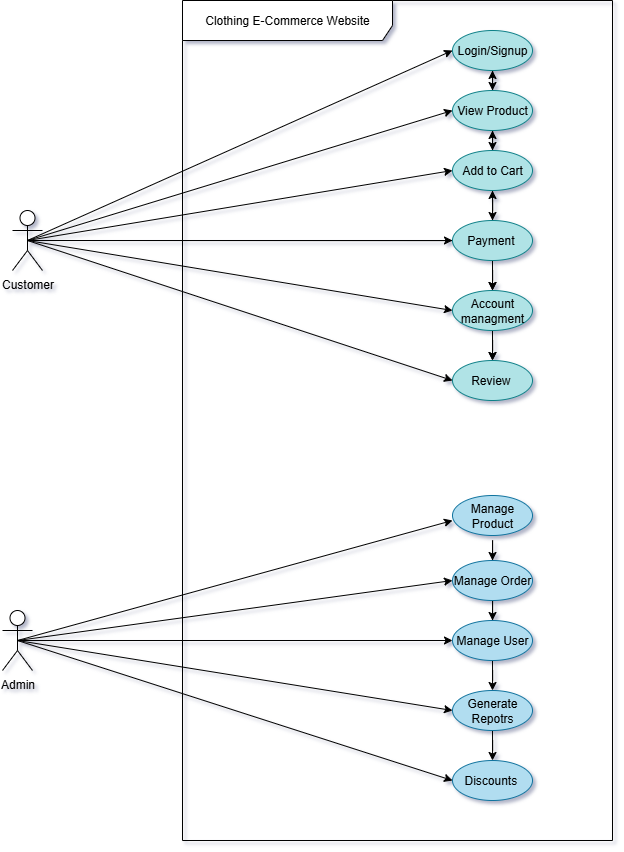 Clothing E-Commerce Website
Login/Signup
View Product
Add to Cart
Payment
Customer
Account
managment
Review
Manage
Product
Manage Order
Manage User
Admin
Generate
Repotrs
Discounts